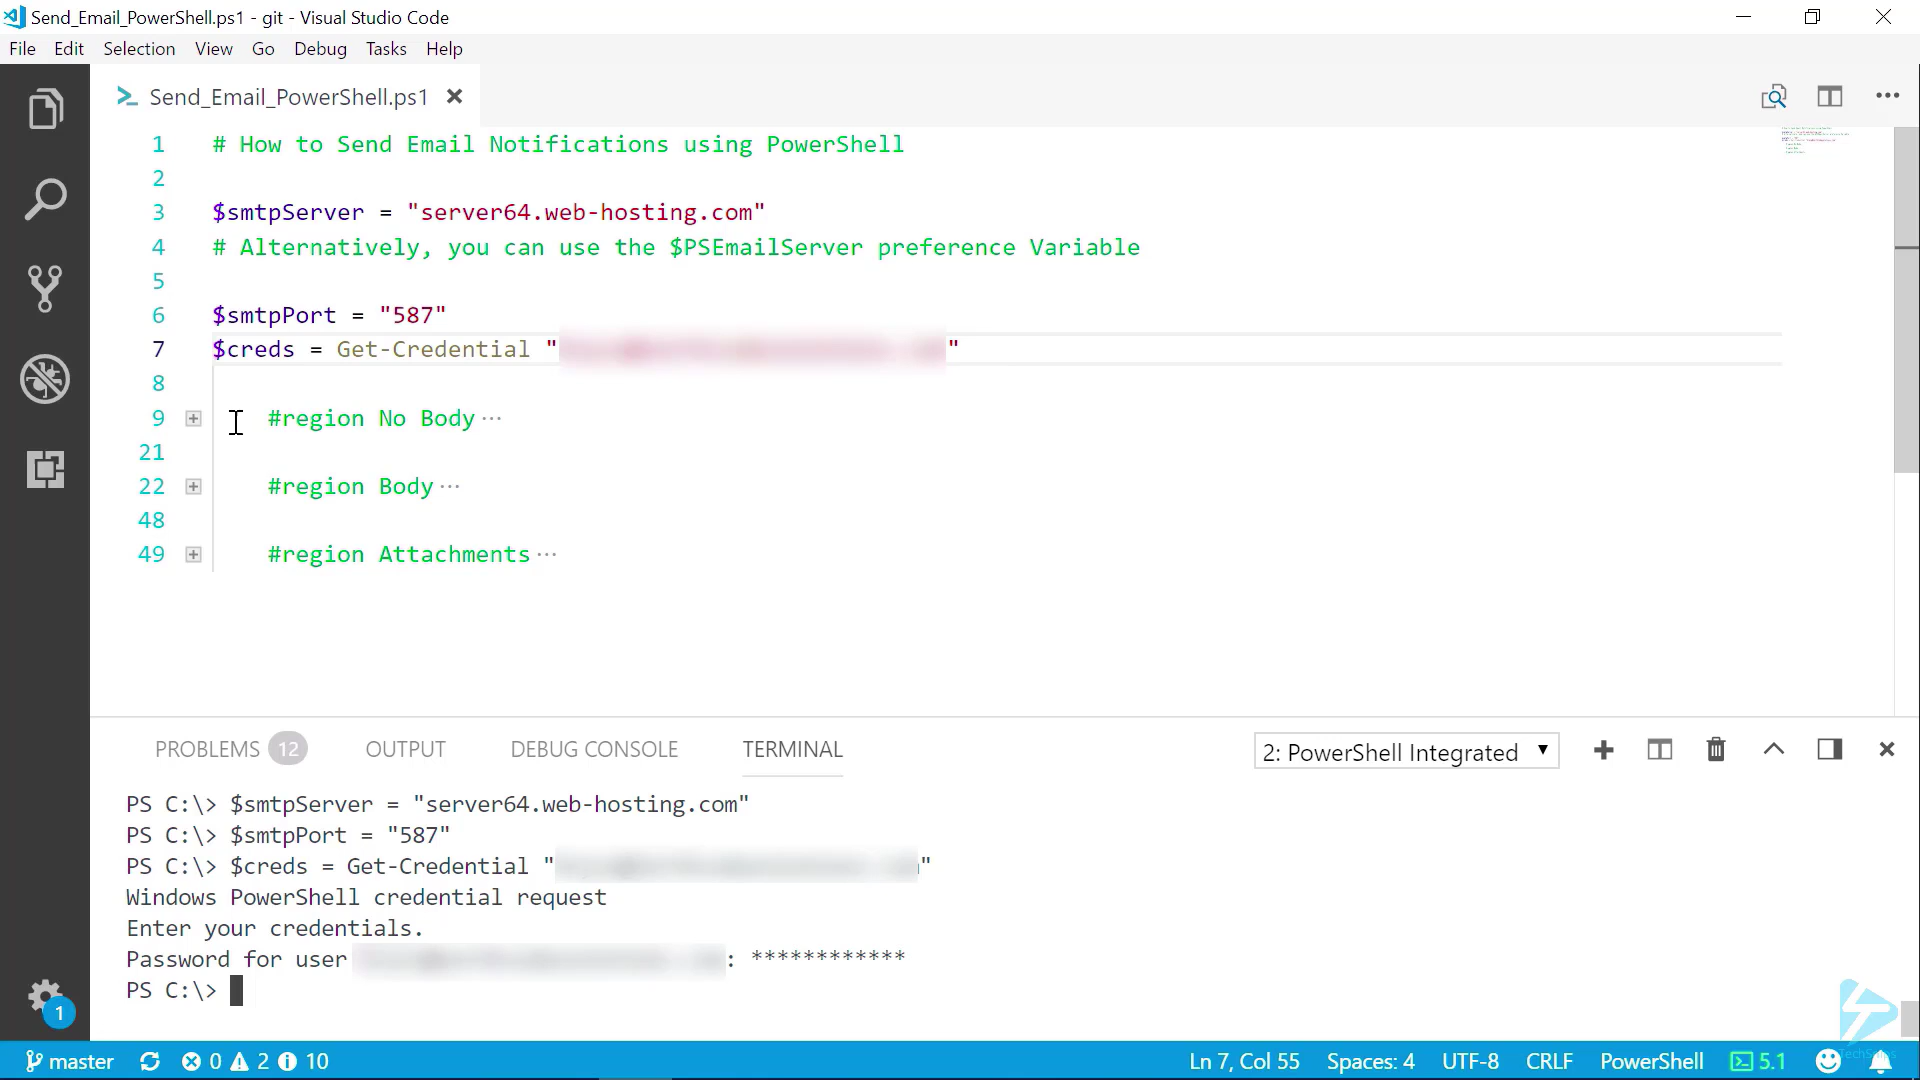 Send_Email_PowerShell.ps1 - git - Visual Studio Code
File Edit Selection View Go Debug Tasks Help
Send_Email_PowerShell.ps1
1 # How to Send Email Notifications using PowerShell
2
3 $smtpServer = "server64.web-hosting.com"
4 # Alternatively, you can use the $PSEmailServer preference Variable
5
6 $smtpPort = "587"
7 $creds = Get-Credential " "
8
9 #region No Body ...
21
22 #region Body ...
48
49 #region Attachments ...
PROBLEMS 12 OUTPUT DEBUG CONSOLE TERMINAL 2: PowerShell Integrated
PS C:\> $smtpServer = "server64.web-hosting.com"
PS C:\> $smtpPort = "587"
PS C:\> $creds = Get-Credential " "
Windows PowerShell credential request
Enter your credentials.
Password for user : ************
PS C:\>
1
master 0 2 10 Ln 7, Col 55 Spaces: 4 UTF-8 CRLF PowerShell 5.1